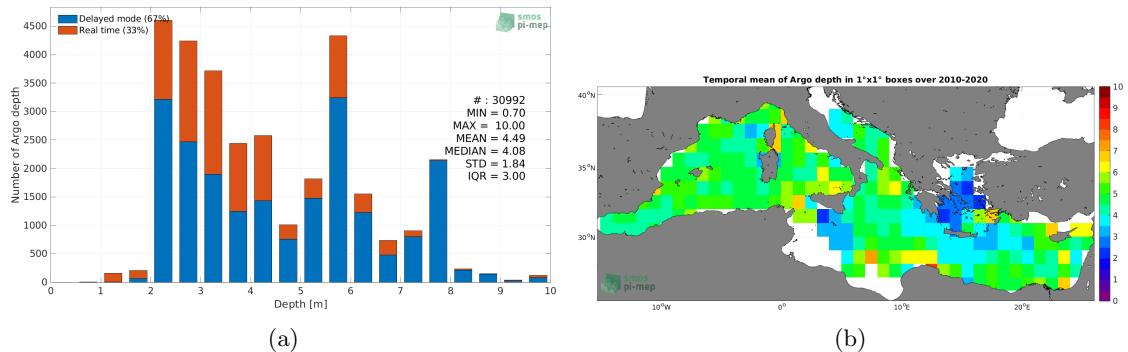 Delayed mode (67%)
Real time (33%)
smos
pi-mep
# : 30992
MIN = 0.70
MAX = 10.00
MEAN = 4.49
MEDIAN = 4.08
STD = 1.84
IQR = 3.00
Number of Argo depth
4500
4000
3500
3000
2500
2000
1500
1000
500
0
0 1 2 3 4 5 6 7 8 9 10
Depth [m]
(a)
Temporal mean of Argo depth in 1°x1° boxes over 2010-2020
40°N
35°N
30°N
10°W 0° 10°E 20°E
10
9
8
7
6
5
4
3
2
1
0
smos
pi-mep
(b)